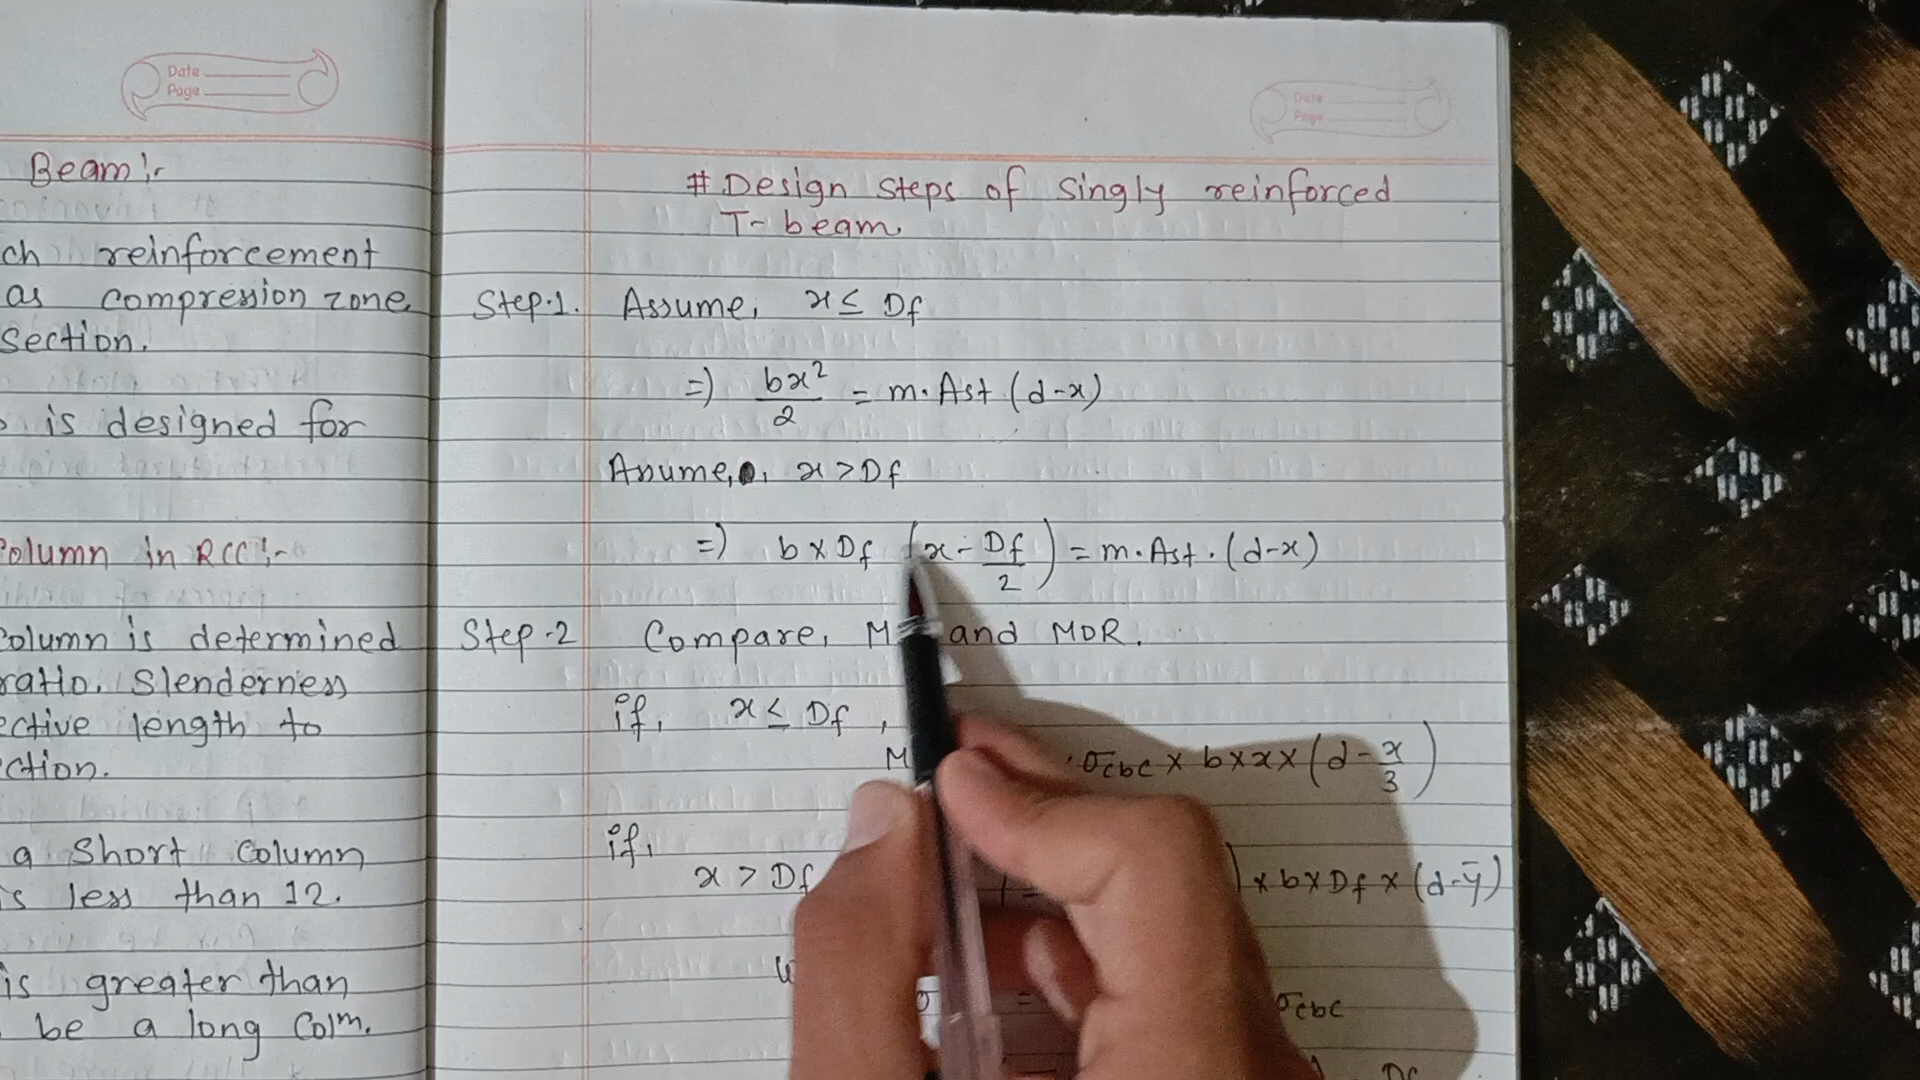 Date
Page
Beam :-
ch reinforcement
as compression zone,
section.
is designed for
olumn in RCC :-
olumn is determined
ratio. Slenderness
ective length to
ction.
a short column
is less than 12.
is greater than
be a long Colm.
Date
Page
# Design steps of singly reinforced
T-beam.
Step.1. Assume, x ≤ Df
=) bx²/2 = m.Ast (d-x)
Assume, x > Df
=) b x Df (x - Df/2) = m.Ast.(d-x)
Step-2 Compare, M and MOR.
if, x ≤ Df ,
M σcbc x b x x x (d - x/3)
if,
x > Df ) x b x Df x (d-ȳ)
σ = σcbc
Df